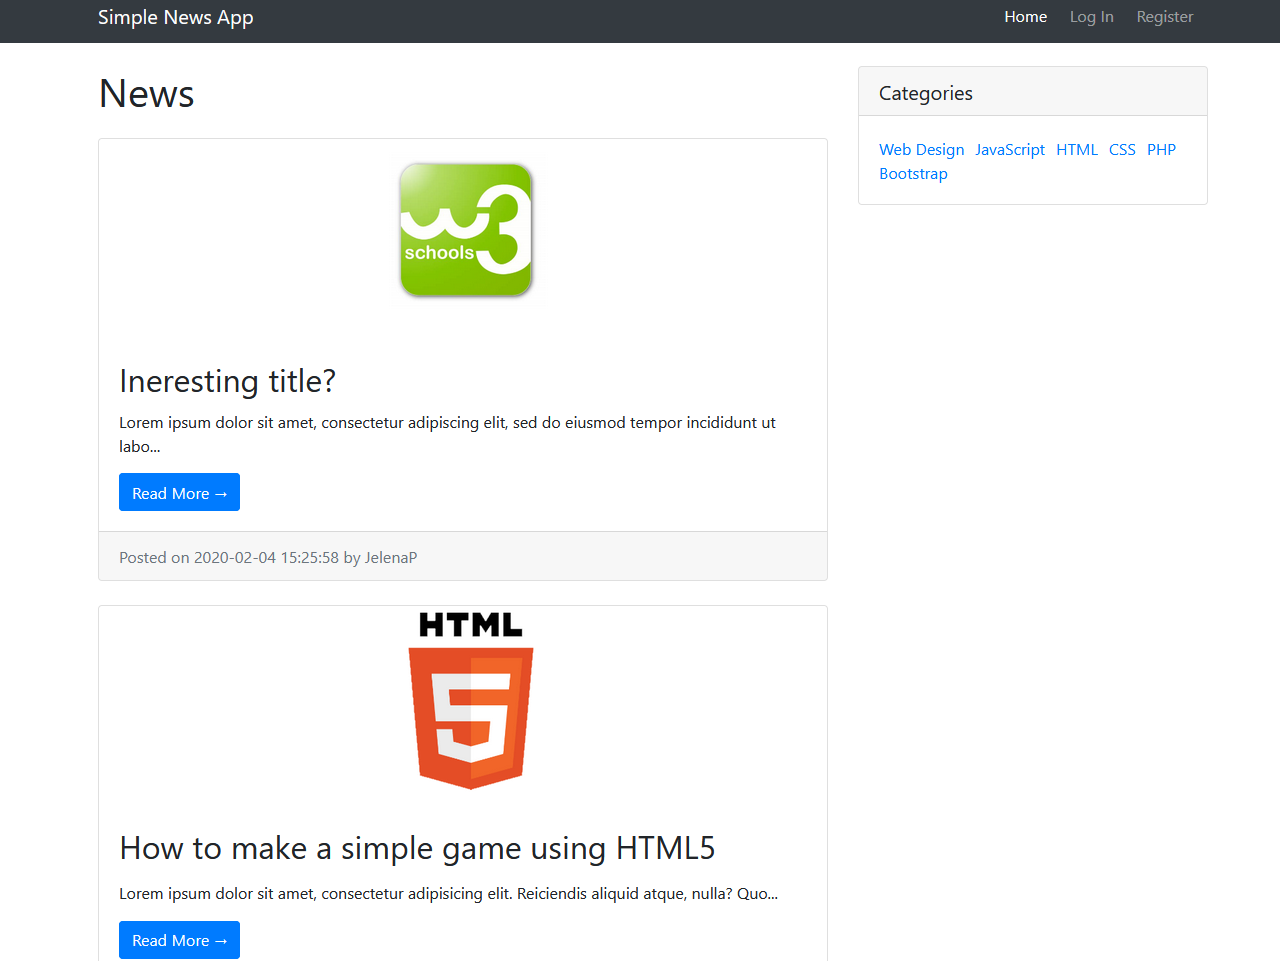 Simple News App
Home Log In Register
News
w3
schools
Ineresting title?
Lorem ipsum dolor sit amet, consectetur adipiscing elit, sed do eiusmod tempor incididunt ut
labo...
Read More →
Posted on 2020-02-04 15:25:58 by JelenaP
HTML
5
How to make a simple game using HTML5
Lorem ipsum dolor sit amet, consectetur adipisicing elit. Reiciendis aliquid atque, nulla? Quo...
Read More →
Categories
Web Design JavaScript HTML CSS PHP
Bootstrap